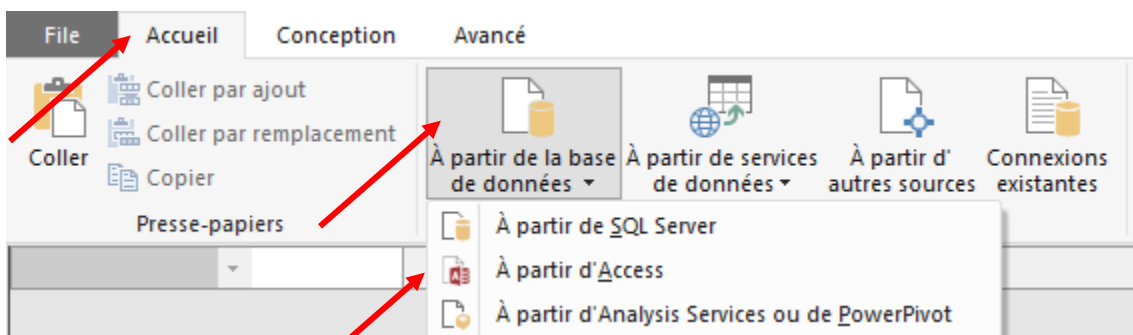 File Accueil Conception Avancé
Coller par ajout
Coller par remplacement
Copier
Coller
Presse-papiers
À partir de la base
de données
À partir de services
de données
À partir d'
autres sources
Connexions
existantes
À partir de SQL Server
À partir d'Access
À partir d'Analysis Services ou de PowerPivot